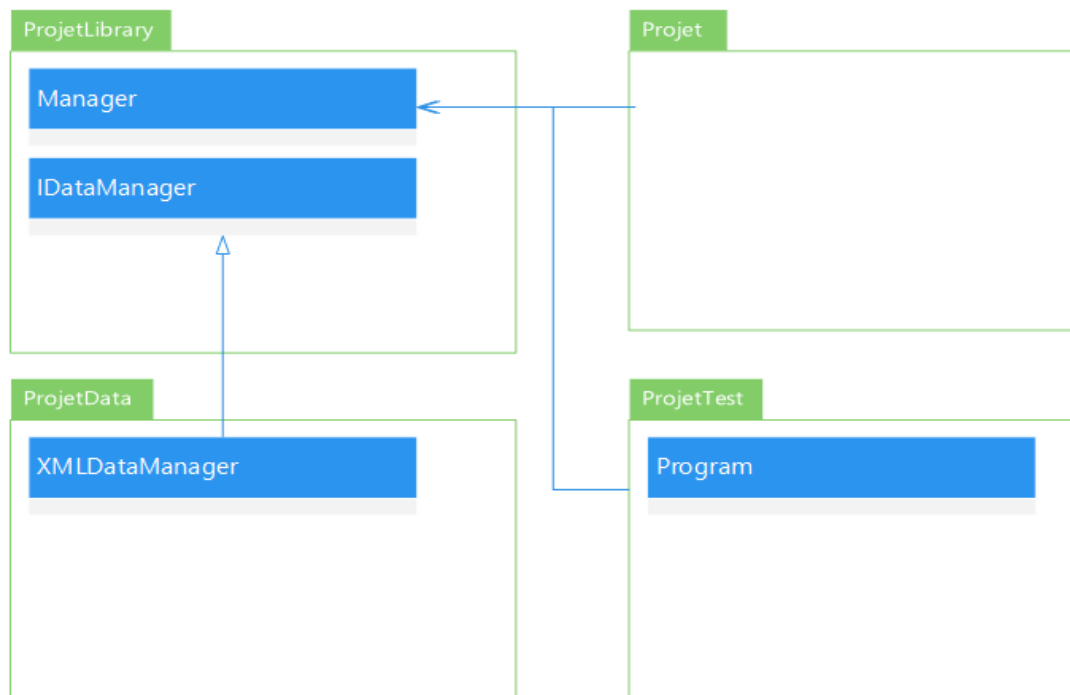 ProjetLibrary
Manager
IDataManager
Projet
ProjetData
XMLDataManager
ProjetTest
Program